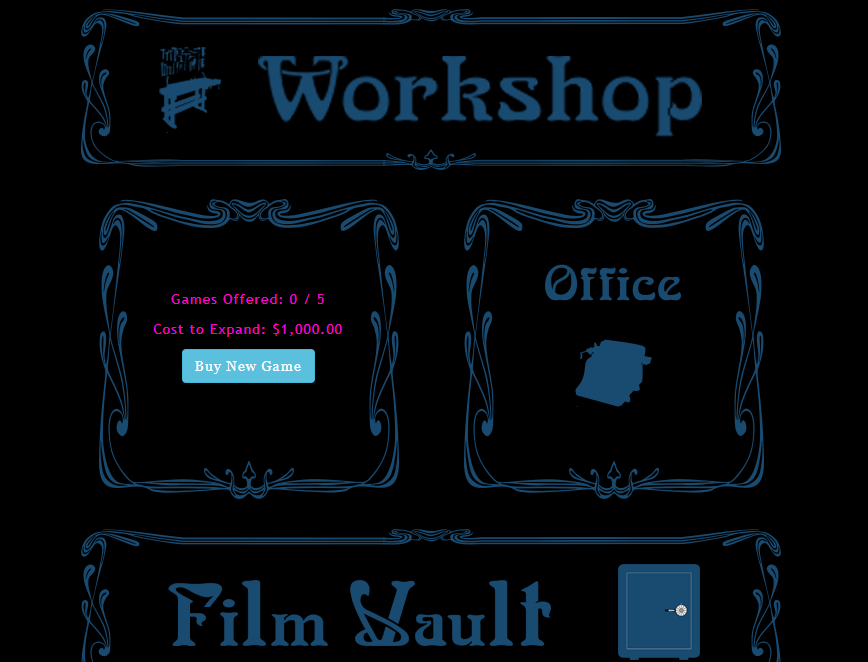 Workshop
Games Offered: 0 / 5
Cost to Expand: $1,000.00
Buy New Game
Office
Film Vault